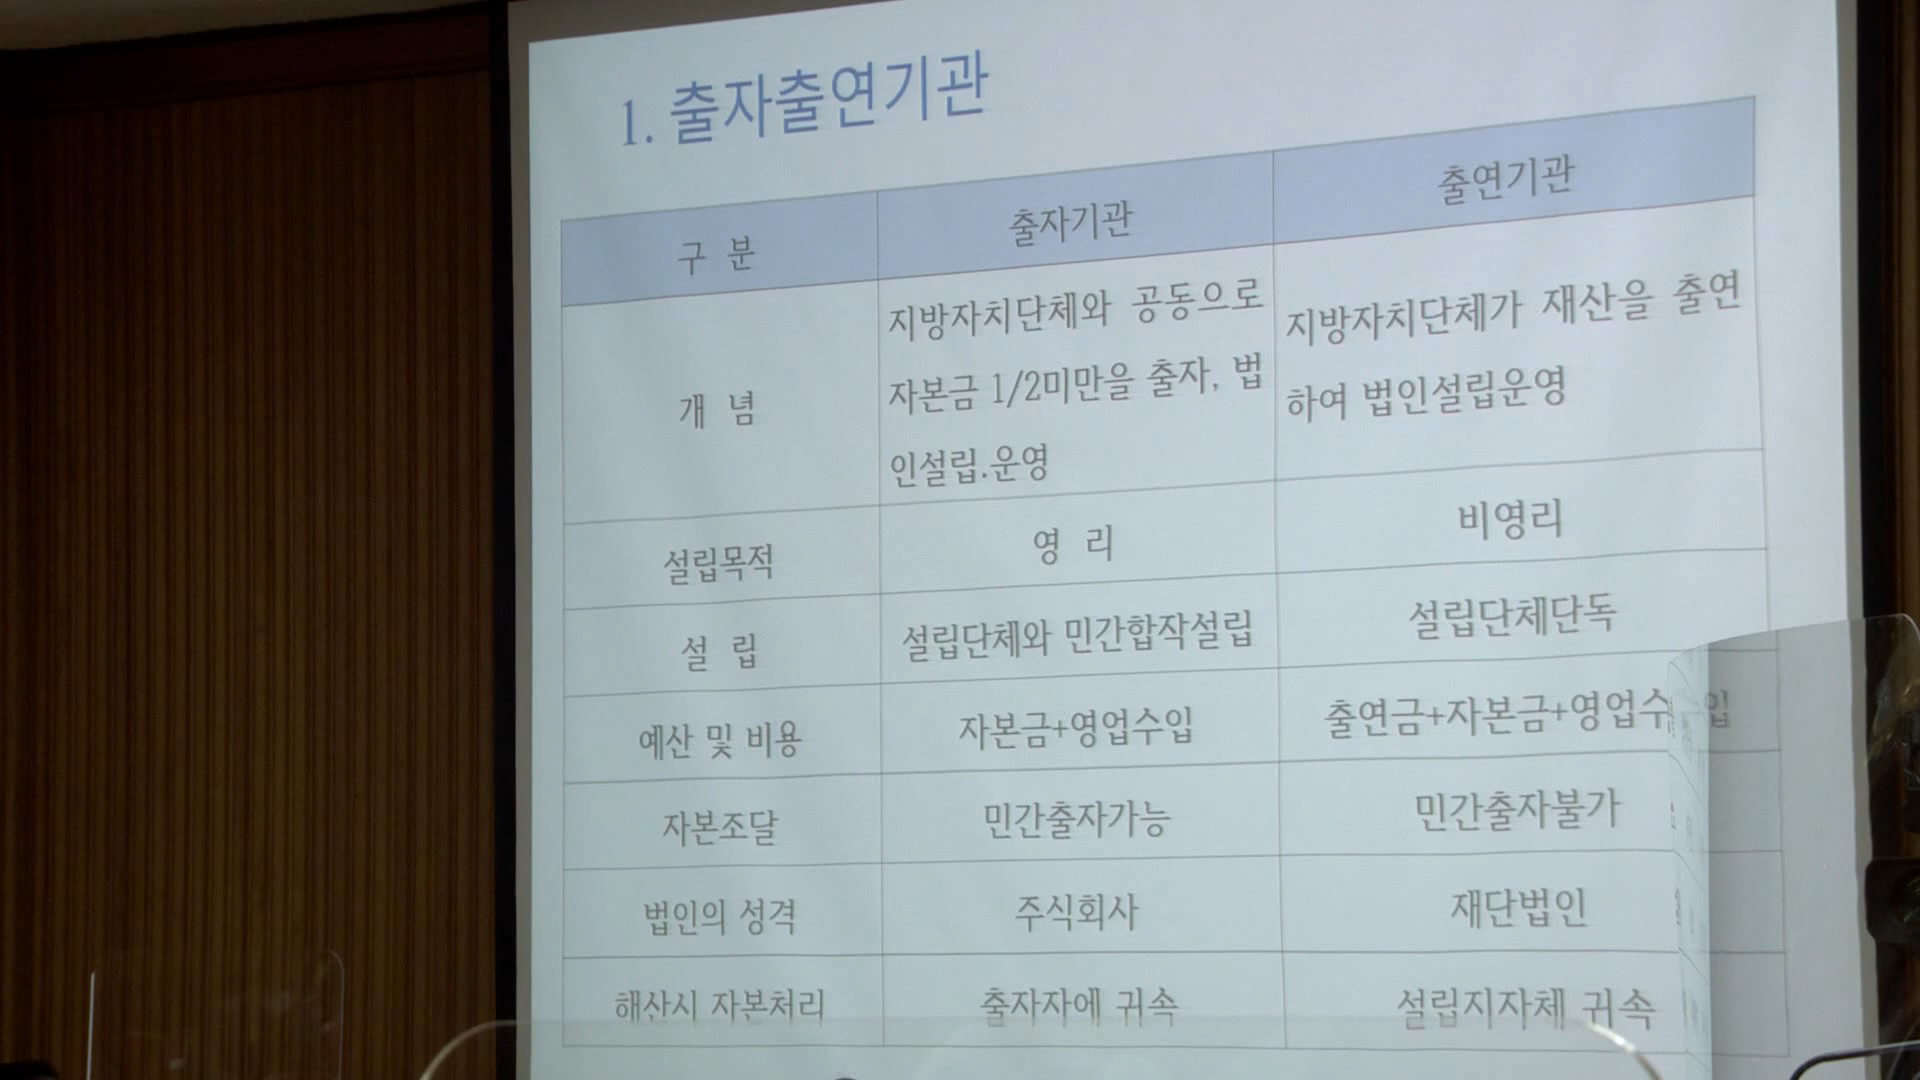 1. 출자출연기관
구 분 출자기관 출연기관
개 념
지방자치단체와 공동으로
자본금 1/2미만을 출자, 법
인설립.운영
지방자치단체가 재산을 출연
하여 법인설립운영
설립목적 영 리 비영리
설 립 설립단체와 민간합작설립 설립단체단독
예산 및 비용 자본금+영업수입 출연금+자본금+영업수입
자본조달 민간출자가능 민간출자불가
법인의 성격 주식회사 재단법인
해산시 자본처리 출자자에 귀속 설립지자체 귀속